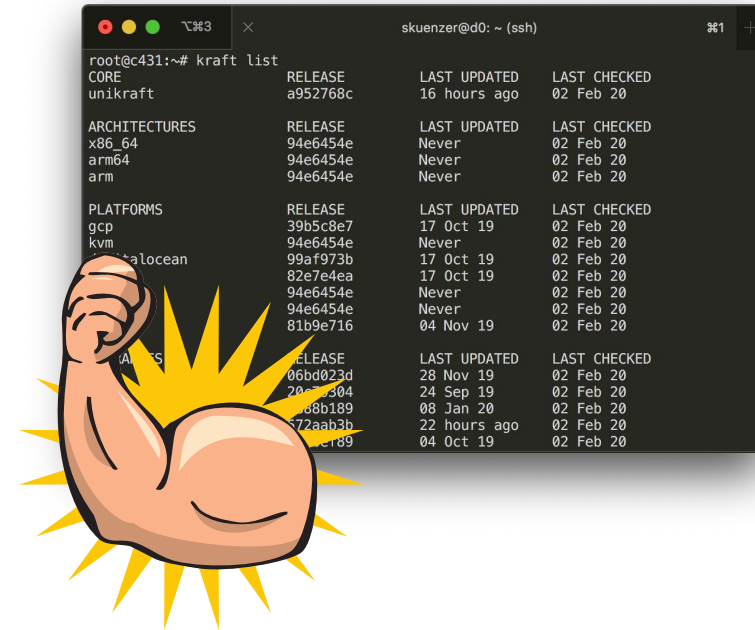 ⌥⌘3 skuenzer@d0: ~ (ssh) ⌘1
root@c431:~# kraft list
CORE RELEASE LAST UPDATED LAST CHECKED
unikraft a952768c 16 hours ago 02 Feb 20
ARCHITECTURES RELEASE LAST UPDATED LAST CHECKED
x86_64 94e6454e Never 02 Feb 20
arm64 94e6454e Never 02 Feb 20
arm 94e6454e Never 02 Feb 20
PLATFORMS RELEASE LAST UPDATED LAST CHECKED
gcp 39b5c8e7 17 Oct 19 02 Feb 20
kvm 94e6454e Never 02 Feb 20
99af973b 17 Oct 19 02 Feb 20
82e7e4ea 17 Oct 19 02 Feb 20
94e6454e Never 02 Feb 20
94e6454e Never 02 Feb 20
81b9e716 04 Nov 19 02 Feb 20
RELEASE LAST UPDATED LAST CHECKED
06bd023d 28 Nov 19 02 Feb 20
24 Sep 19 02 Feb 20
08 Jan 20 02 Feb 20
22 hours ago 02 Feb 20
04 Oct 19 02 Feb 20